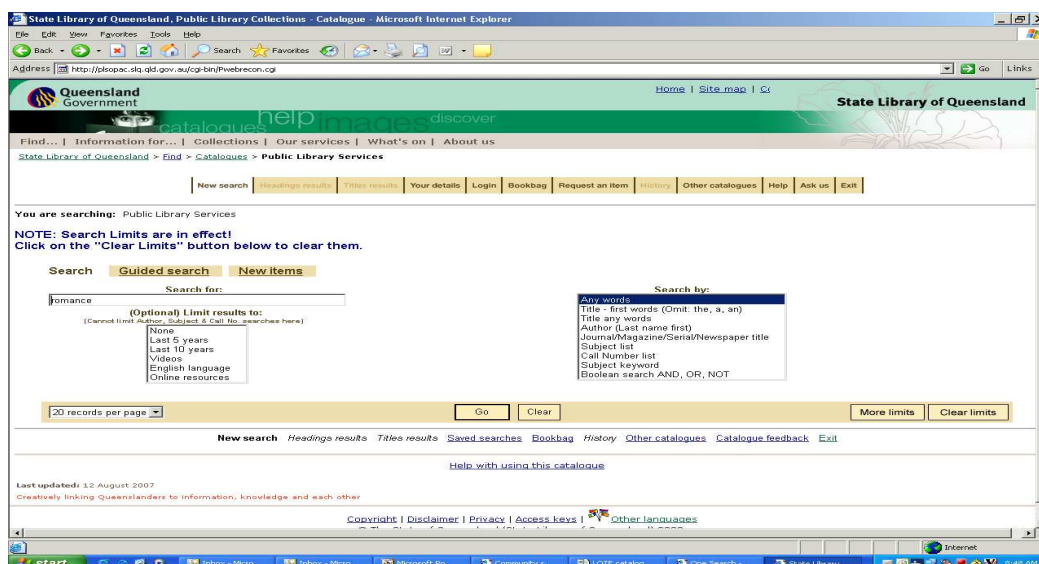 State Library of Queensland, Public Library Collections - Catalogue - Microsoft Internet Explorer
File Edit View Favorites Tools Help
Back Search Favorites
Address http://plsopac.slq.qld.gov.au/cgi-bin/Pwebrecon.cgi Go Links
Queensland
Government
Home | Site map |
State Library of Queensland
catalogues help images discover
Find... | Information for... | Collections | Our services | What's on | About us
State Library of Queensland > Find > Catalogues > Public Library Services
New search Headings results Titles results Your details Login Bookbag Request an item History Other catalogues Help Ask us Exit
You are searching: Public Library Services
NOTE: Search Limits are in effect!
Click on the "Clear Limits" button below to clear them.
Search Guided search New items
Search for:
romance
(Optional) Limit results to:
(Cannot limit Author, Subject & Call No. searches here)
None
Last 5 years
Last 10 years
Videos
English language
Online resources
Search by:
Any words
Title - first words (Omit: the, a, an)
Title any words
Author (Last name first)
Journal/Magazine/Serial/Newspaper title
Subject list
Call Number list
Subject keyword
Boolean search AND, OR, NOT
20 records per page Go Clear More limits Clear limits
New search Headings results Titles results Saved searches Bookbag History Other catalogues Catalogue feedback Exit
Help with using this catalogue
Last updated: 12 August 2007
Creatively linking Queenslanders to information, knowledge and each other
Copyright | Disclaimer | Privacy | Access keys | Other languages
Internet
start Inbox - Micro... Inbox - Micro... Microsoft Po... LOTE catalog... One Search - ... State Library... 8:48 AM